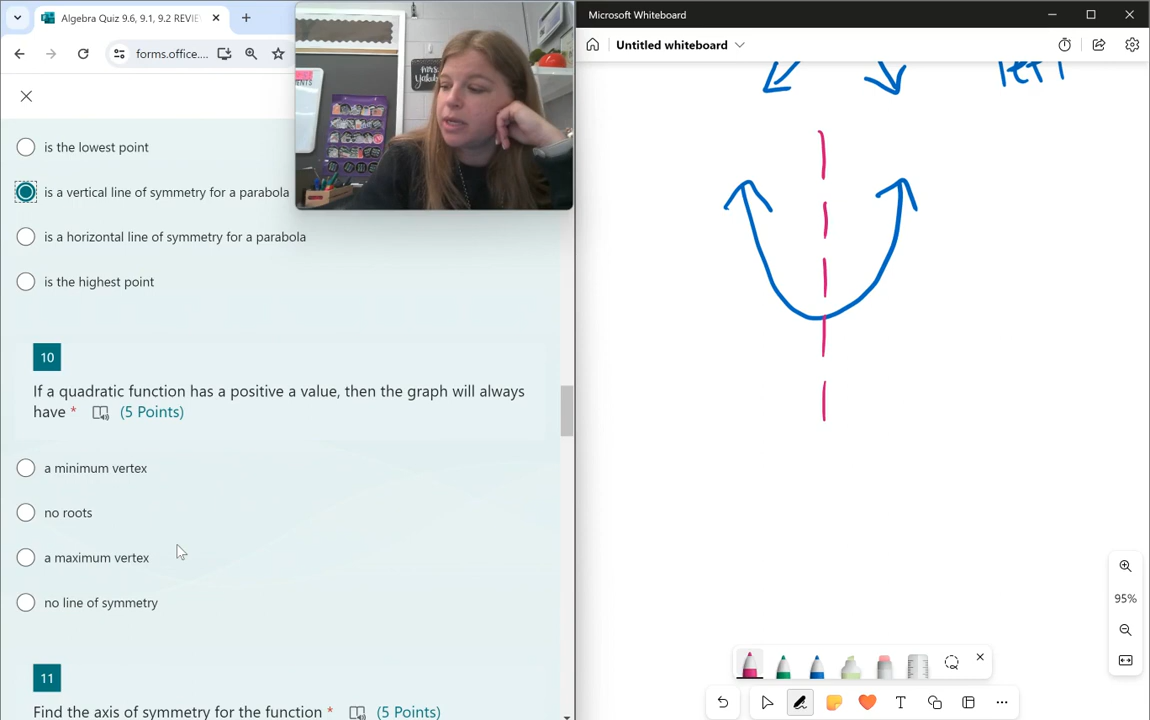 Algebra Quiz 9.6, 9.1, 9.2 REVIE
forms.office....
is the lowest point
is a vertical line of symmetry for a parabola
is a horizontal line of symmetry for a parabola
is the highest point
10
If a quadratic function has a positive a value, then the graph will always
have * (5 Points)
a minimum vertex
no roots
a maximum vertex
no line of symmetry
11
Find the axis of symmetry for the function * (5 Points)
Microsoft Whiteboard
Untitled whiteboard
left
95%